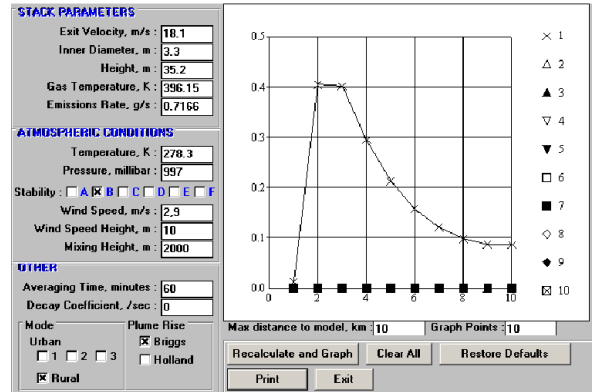 STACK PARAMETERS
Exit Velocity, m/s : 18.1
Inner Diameter, m : 3.3
Height, m : 35.2
Gas Temperature, K : 396.15
Emissions Rate, g/s : 0.7166
ATMOSPHERIC CONDITIONS
Temperature, K : 278.3
Pressure, millibar : 997
Stability : A B C D E F
Wind Speed, m/s : 2,9
Wind Speed Height, m : 10
Mixing Height, m : 2000
OTHER
Averaging Time, minutes : 60
Decay Coefficient, /sec : 0
Mode
Urban
1 2 3
Rural
Plume Rise
Briggs
Holland
0.5
0.4
0.3
0.2
0.1
0.0
0 2 4 6 8 10
1
2
3
4
5
6
7
8
9
10
Max distance to model, km : 10 Graph Points : 10
Recalculate and Graph Clear All Restore Defaults
Print Exit